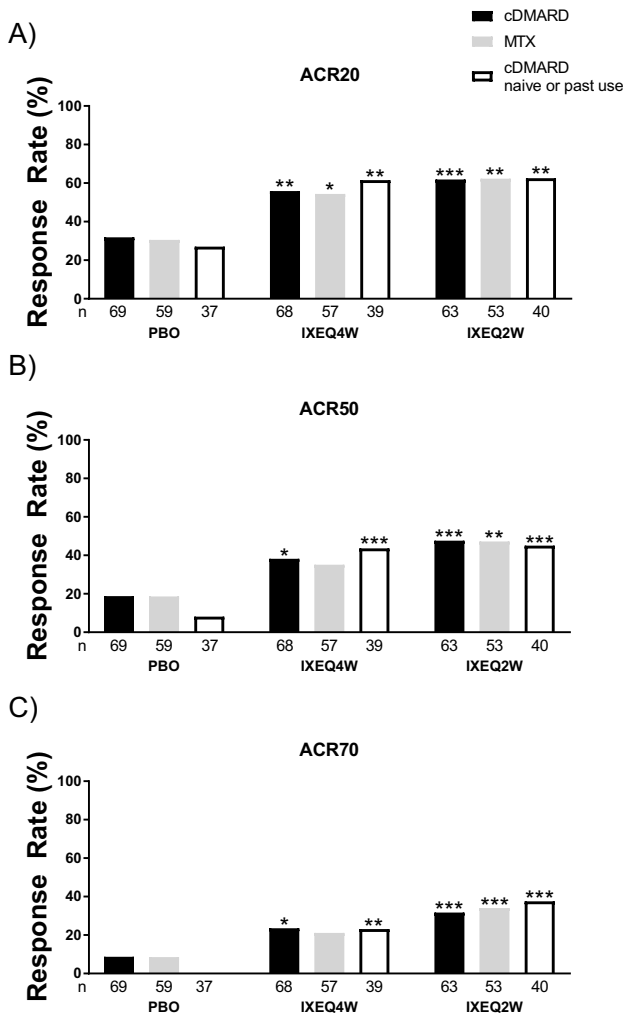 cDMARD
MTX
cDMARD
naive or past use
A)
ACR20
Response Rate (%)
100
80
60
40
20
0
** * ** *** ** **
n 69 59 37 68 57 39 63 53 40
PBO IXEQ4W IXEQ2W
B)
ACR50
Response Rate (%)
100
80
60
40
20
0
* *** *** ** ***
n 69 59 37 68 57 39 63 53 40
PBO IXEQ4W IXEQ2W
C)
ACR70
Response Rate (%)
100
80
60
40
20
0
* ** *** *** ***
n 69 59 37 68 57 39 63 53 40
PBO IXEQ4W IXEQ2W